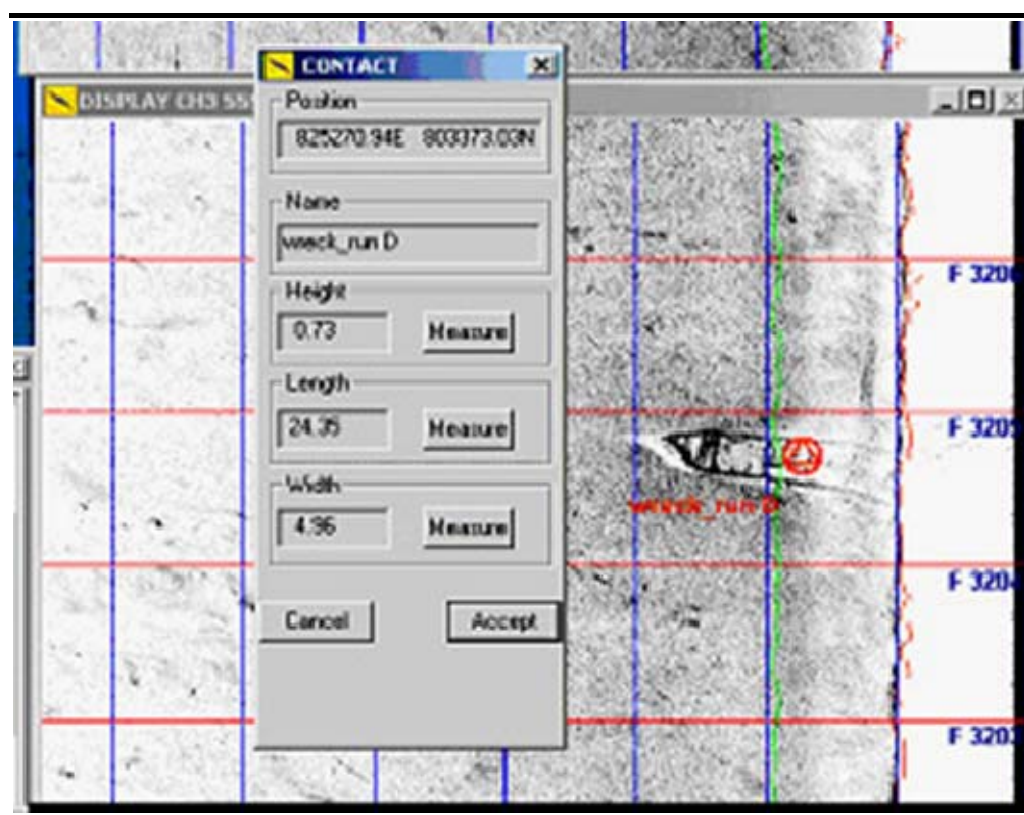 CONTACT
DISPLAY CH3
Position
825270.94E 803373.03N
Name
wreck_run D
Height
0.73
Measure
Length
24.35
Measure
Width
4.96
Measure
Cancel
Accept
F 3206
F 3205
wreck_run D
F 3204
F 3203